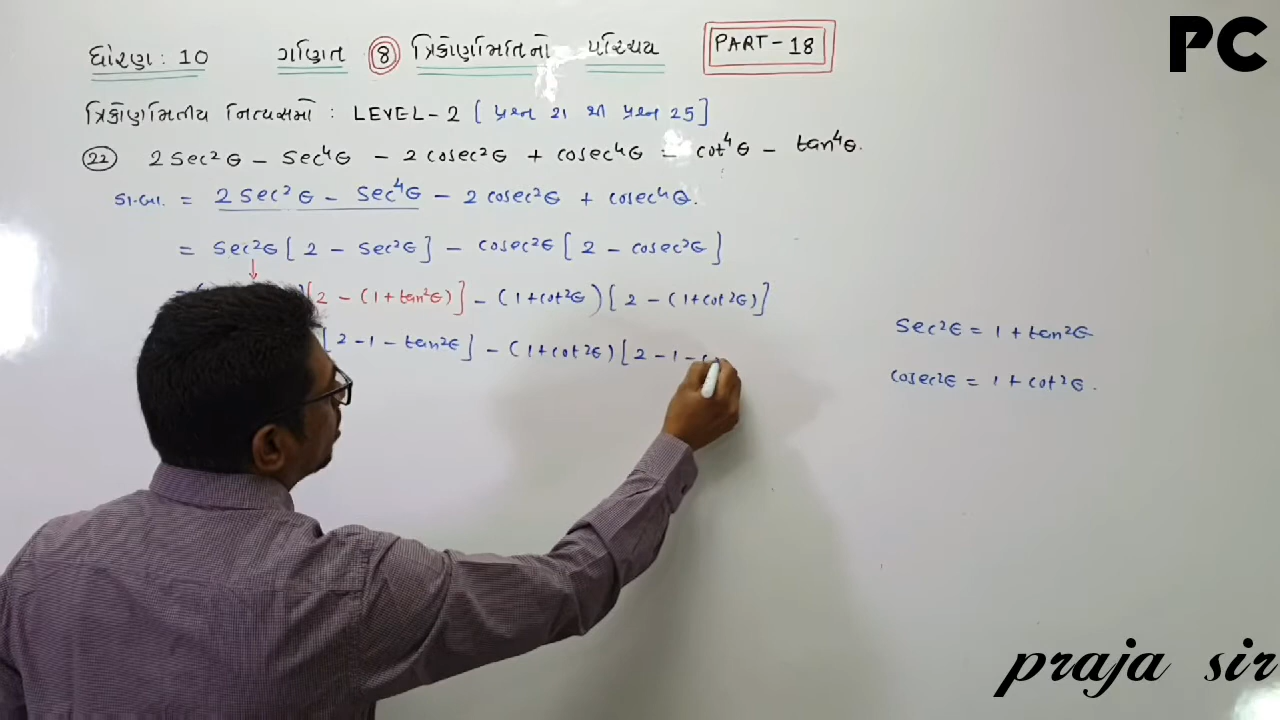 ધોરણ : 10 ગણિત 8 ત્રિકોણમિતિનો પરિચય PART-18
PC
ત્રિકોણમિતીય નિત્યસમો : LEVEL-2 [ પ્રશ્ન 21 થી પ્રશ્ન 25 ]
22 2 sec²θ - sec⁴θ - 2 cosec²θ + cosec⁴θ = cot⁴θ - tan⁴θ.
ડા.બા. = 2 sec²θ - sec⁴θ - 2 cosec²θ + cosec⁴θ.
= sec²θ [ 2 - sec²θ ] - cosec²θ [ 2 - cosec²θ ]
= [ 2 - (1+tan²θ) ] - (1+cot²θ) [ 2 - (1+cot²θ) ]
[ 2-1-tan²θ ] - (1+cot²θ) [ 2-1-
sec²θ = 1 + tan²θ
cosec²θ = 1 + cot²θ.
praja sir